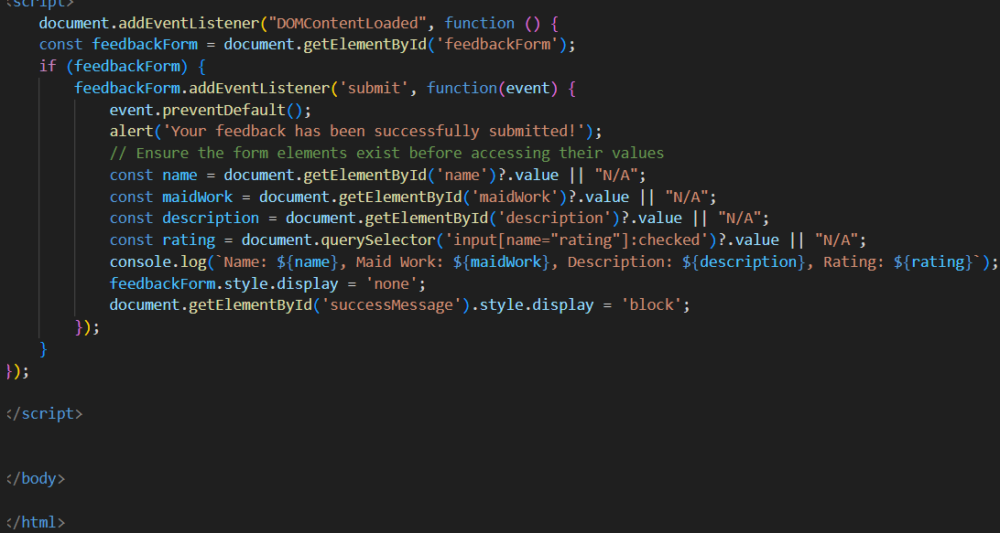 <script>
document.addEventListener("DOMContentLoaded", function () {
const feedbackForm = document.getElementById('feedbackForm');
if (feedbackForm) {
feedbackForm.addEventListener('submit', function(event) {
event.preventDefault();
alert('Your feedback has been successfully submitted!');
// Ensure the form elements exist before accessing their values
const name = document.getElementById('name')?.value || "N/A";
const maidWork = document.getElementById('maidWork')?.value || "N/A";
const description = document.getElementById('description')?.value || "N/A";
const rating = document.querySelector('input[name="rating"]:checked')?.value || "N/A";
console.log(`Name: ${name}, Maid Work: ${maidWork}, Description: ${description}, Rating: ${rating}`);
feedbackForm.style.display = 'none';
document.getElementById('successMessage').style.display = 'block';
});
}
});
</script>
</body>
</html>